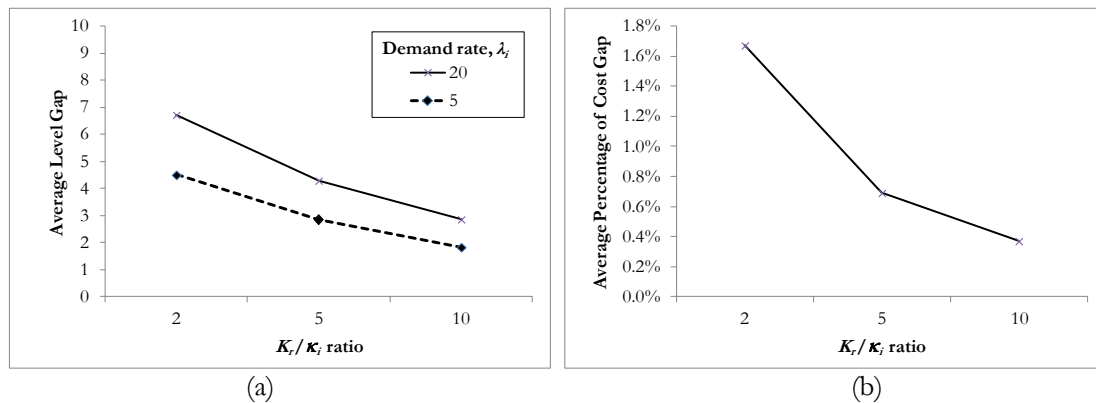 10
9
8
7
6
5
4
3
2
1
0
Average Level Gap
Demand rate, λi
20
5
2 5 10
Kr/κi ratio
(a)
1.8%
1.6%
1.4%
1.2%
1.0%
0.8%
0.6%
0.4%
0.2%
0.0%
Average Percentage of Cost Gap
2 5 10
Kr/κi ratio
(b)